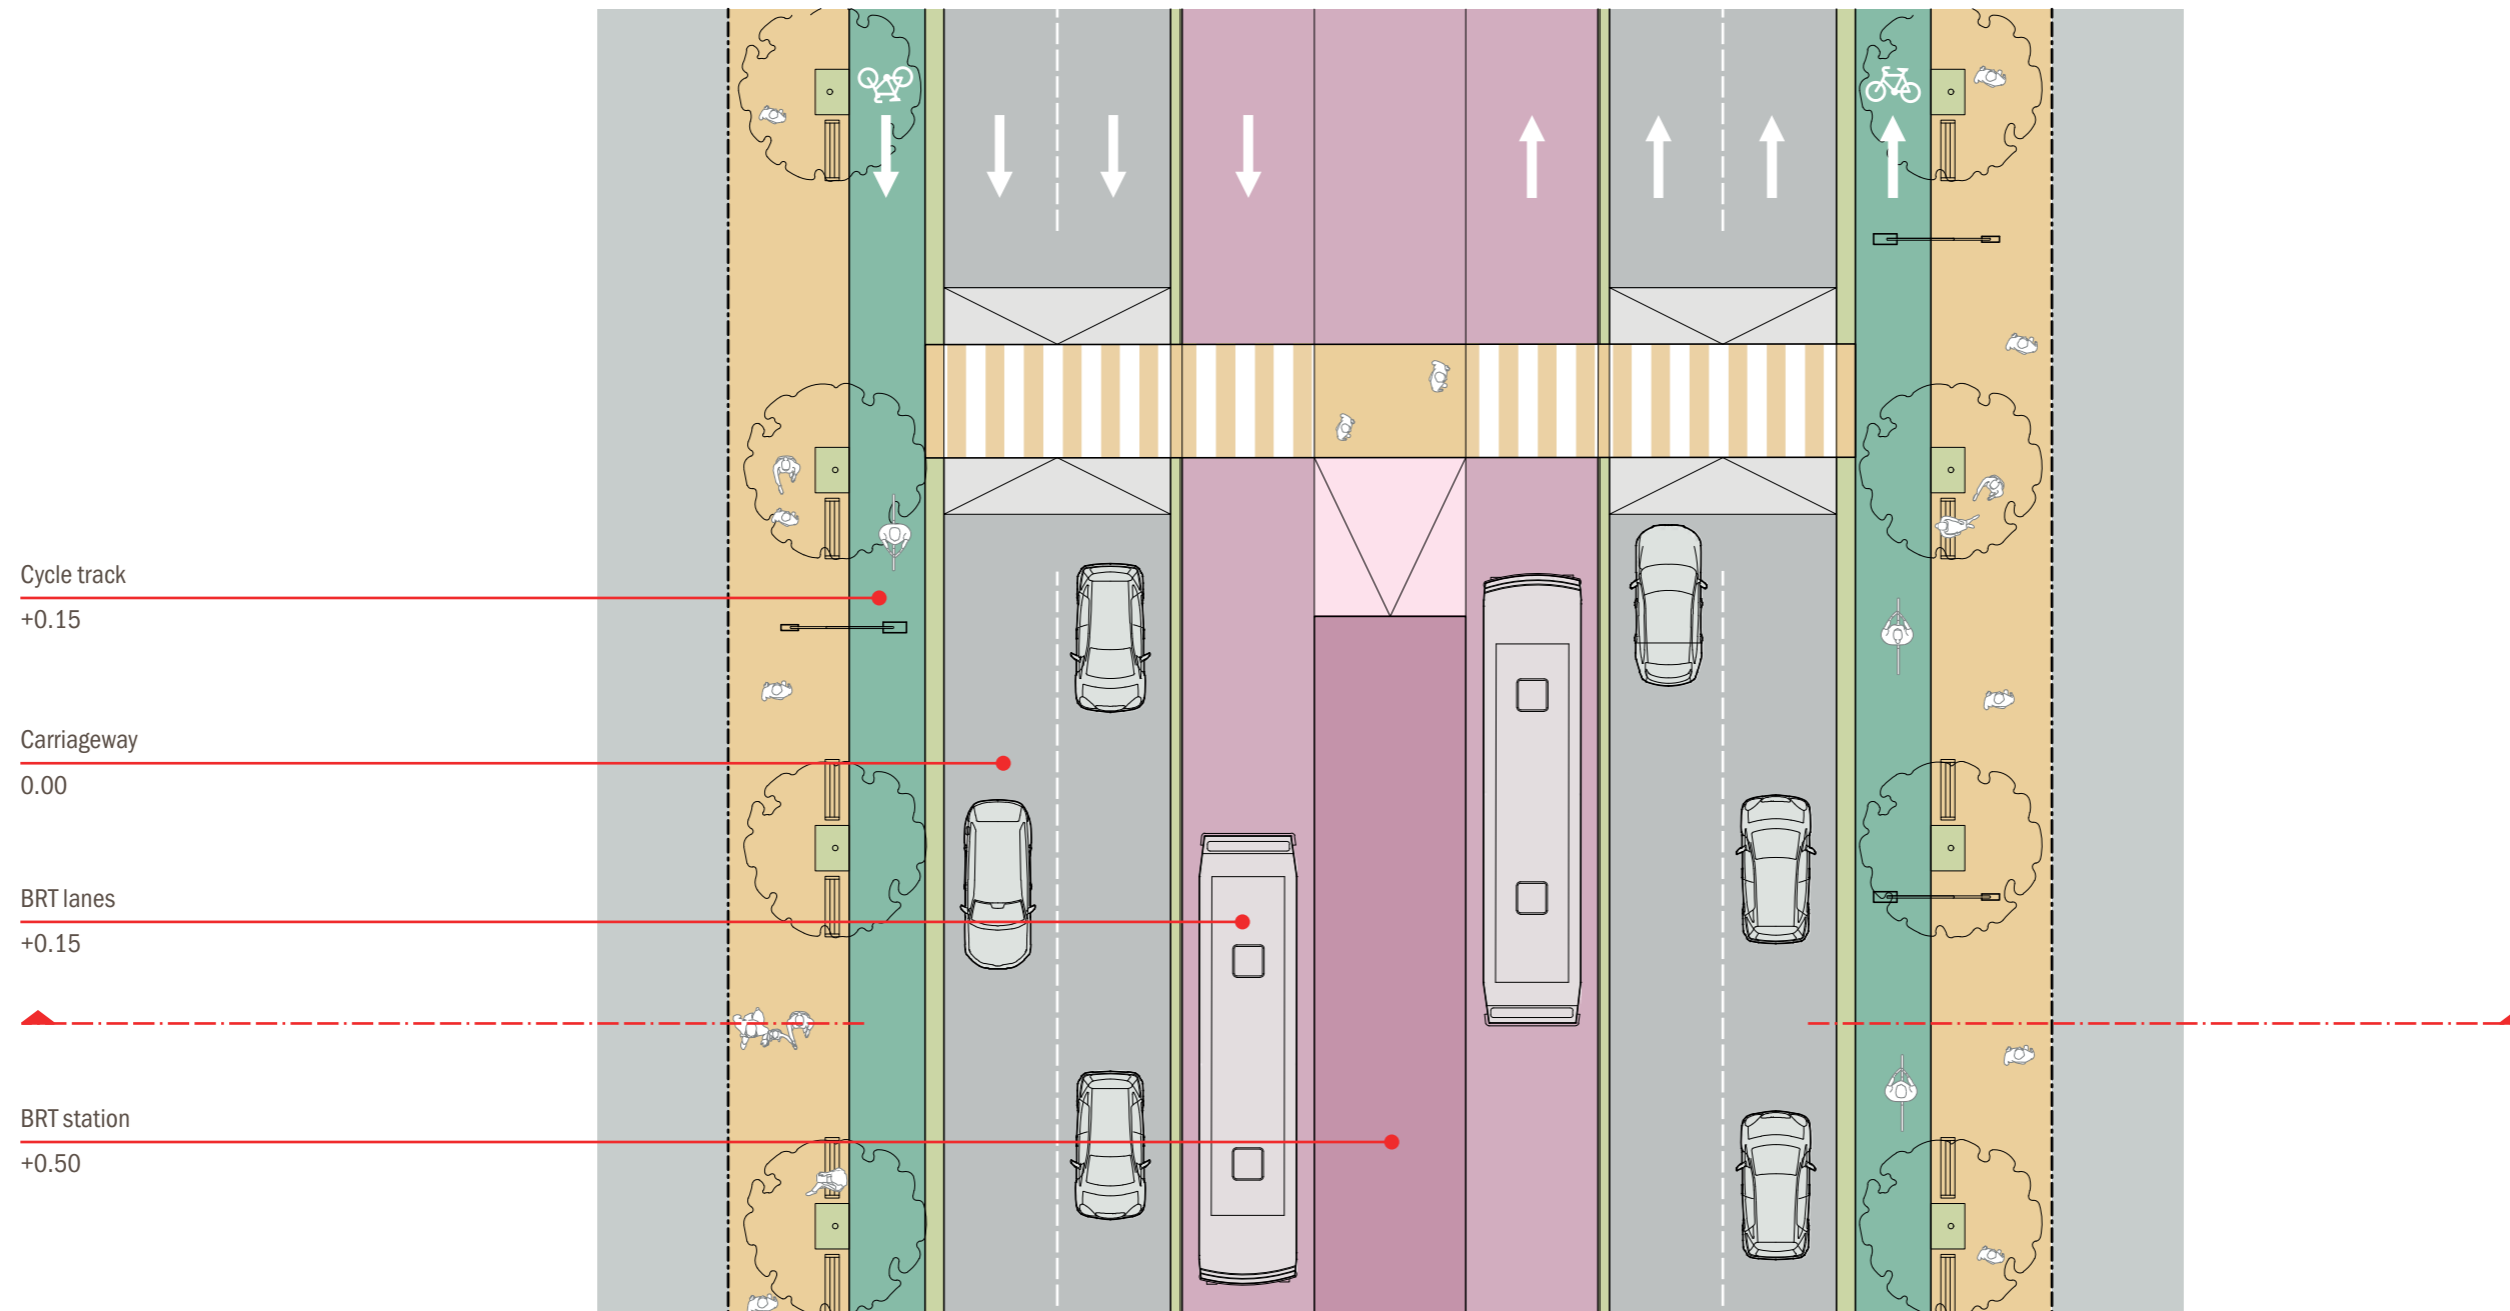 Cycle track
+0.15
Carriageway
0.00
BRT lanes
+0.15
BRT station
+0.50